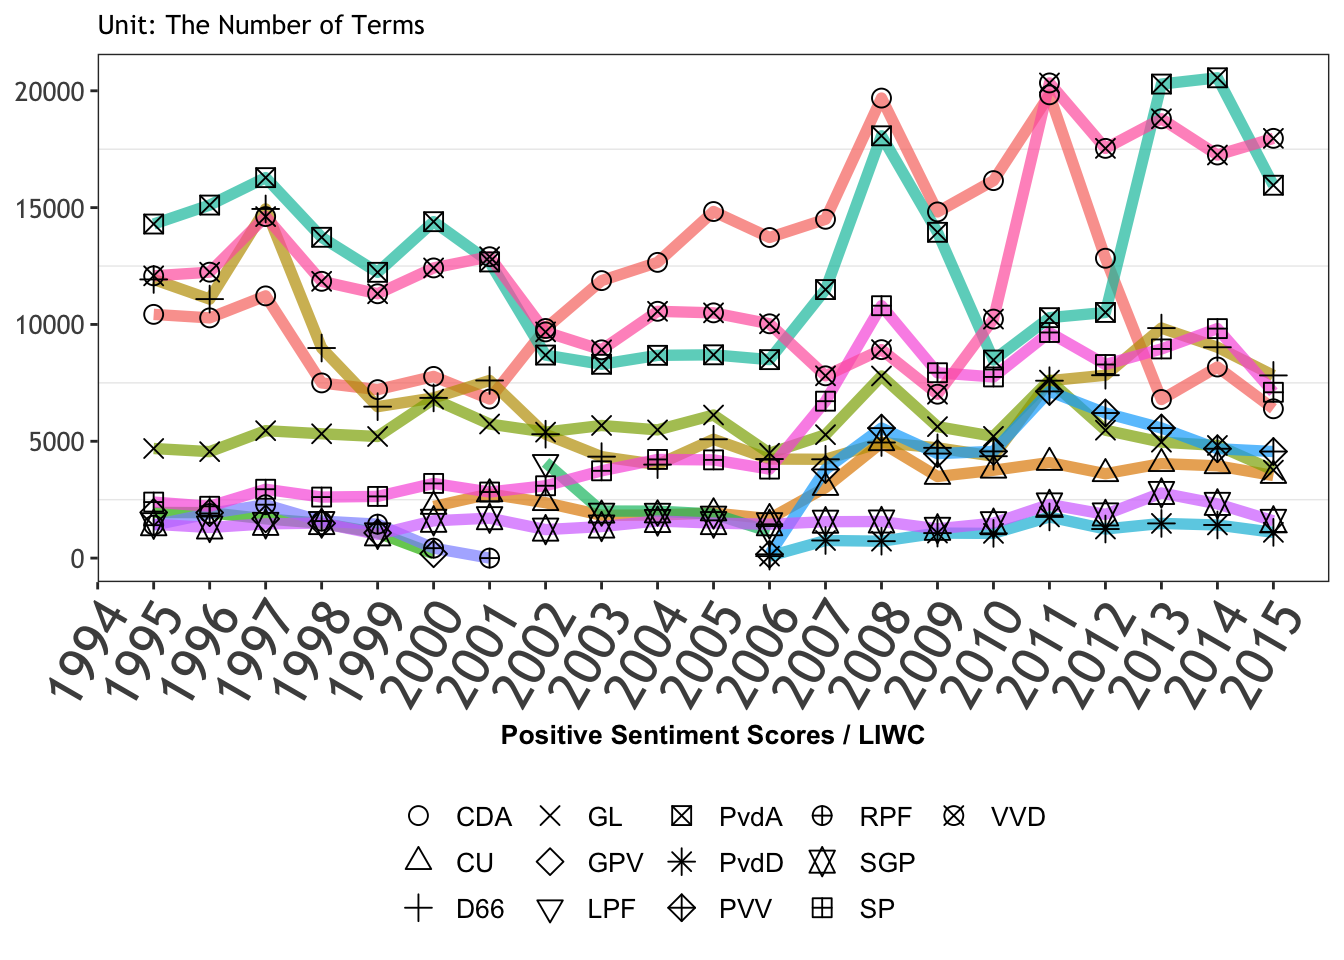 Unit: The Number of Terms
20000
15000
10000
5000
0
1994 1995 1996 1997 1998 1999 2000 2001 2002 2003 2004 2005 2006 2007 2008 2009 2010 2011 2012 2013 2014 2015
Positive Sentiment Scores / LIWC
CDA GL PvdA RPF VVD
CU GPV PvdD SGP
D66 LPF PVV SP